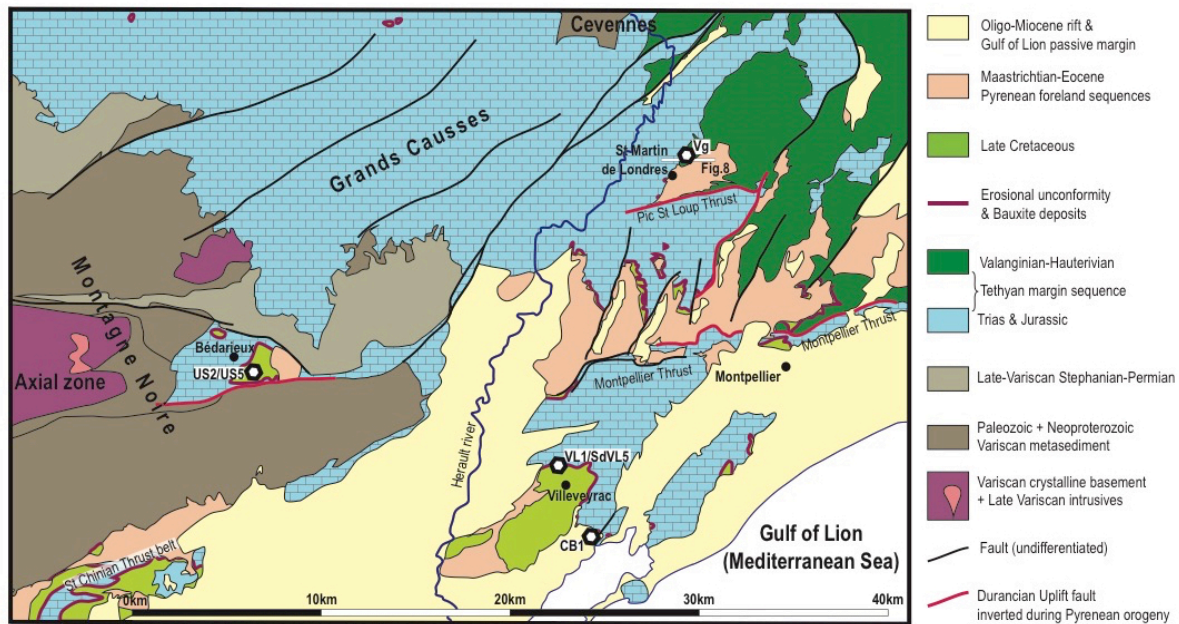 Cevennes
Grands Causses
St Martin
de Londres
Vg
Fig.8
Pic St Loup Thrust
Montagne Noire
Axial zone
Bédarieux
US2/US5
Montpellier Thrust
Montpellier Thrust
Montpellier
Herault river
VL1/SdVL5
Villeveyrac
CB1
Gulf of Lion
(Mediterranean Sea)
St Chinian Thrust belt
0km
10km
20km
30km
40km
Oligo-Miocene rift &
Gulf of Lion passive margin
Maastrichtian-Eocene
Pyrenean foreland sequences
Late Cretaceous
Erosional unconformity
& Bauxite deposits
Valanginian-Hauterivian
Tethyan margin sequence
Trias & Jurassic
Late-Variscan Stephanian-Permian
Paleozoic + Neoproterozoic
Variscan metasediment
Variscan crystalline basement
+ Late Variscan intrusives
Fault (undifferentiated)
Durancian Uplift fault
inverted during Pyrenean orogeny